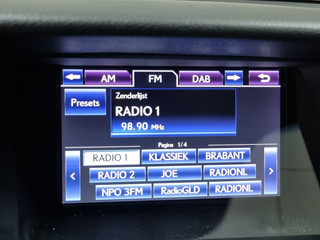 AM FM DAB
Zenderlijst
Presets
RADIO 1
98.90 MHz
Pagina 1/4
RADIO 1 KLASSIEK BRABANT
RADIO 2 JOE RADIONL
NPO 3FM RadioGLD RADIONL